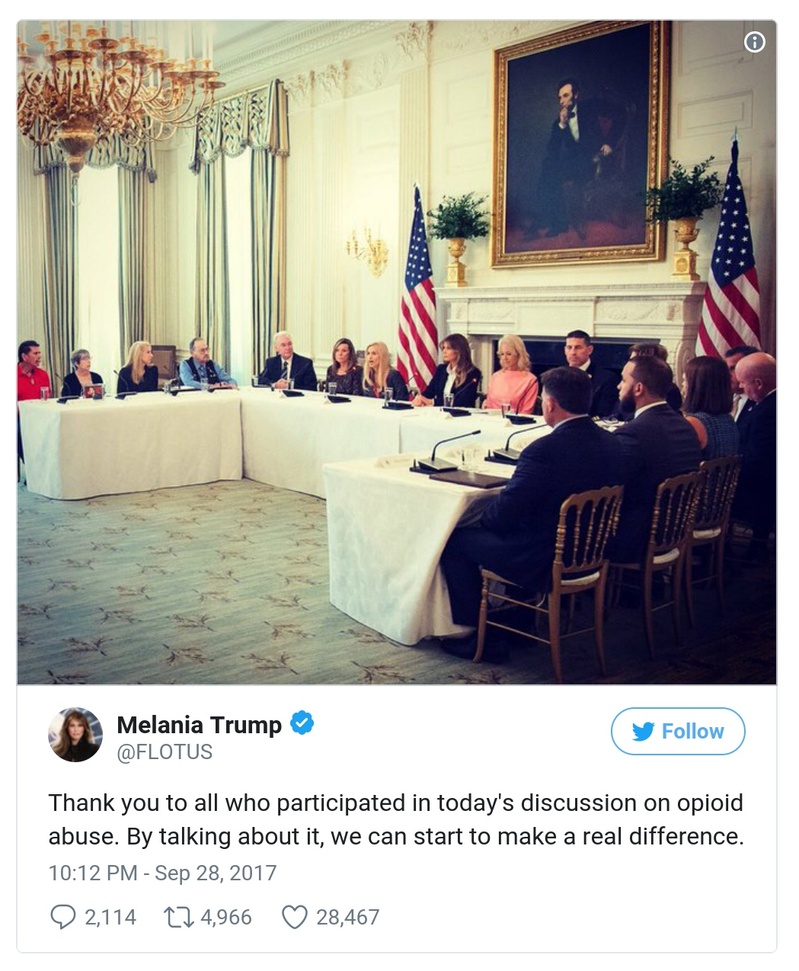 Melania Trump
@FLOTUS
Follow
Thank you to all who participated in today's discussion on opioid
abuse. By talking about it, we can start to make a real difference.
10:12 PM - Sep 28, 2017
2,114 4,966 28,467